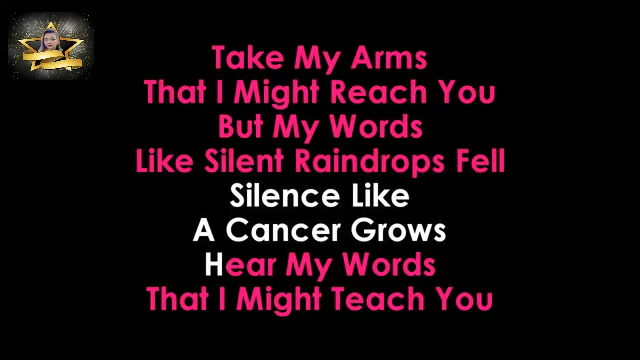 Take My Arms
That I Might Reach You
But My Words
Like Silent Raindrops Fell
Silence Like
A Cancer Grows
Hear My Words
That I Might Teach You